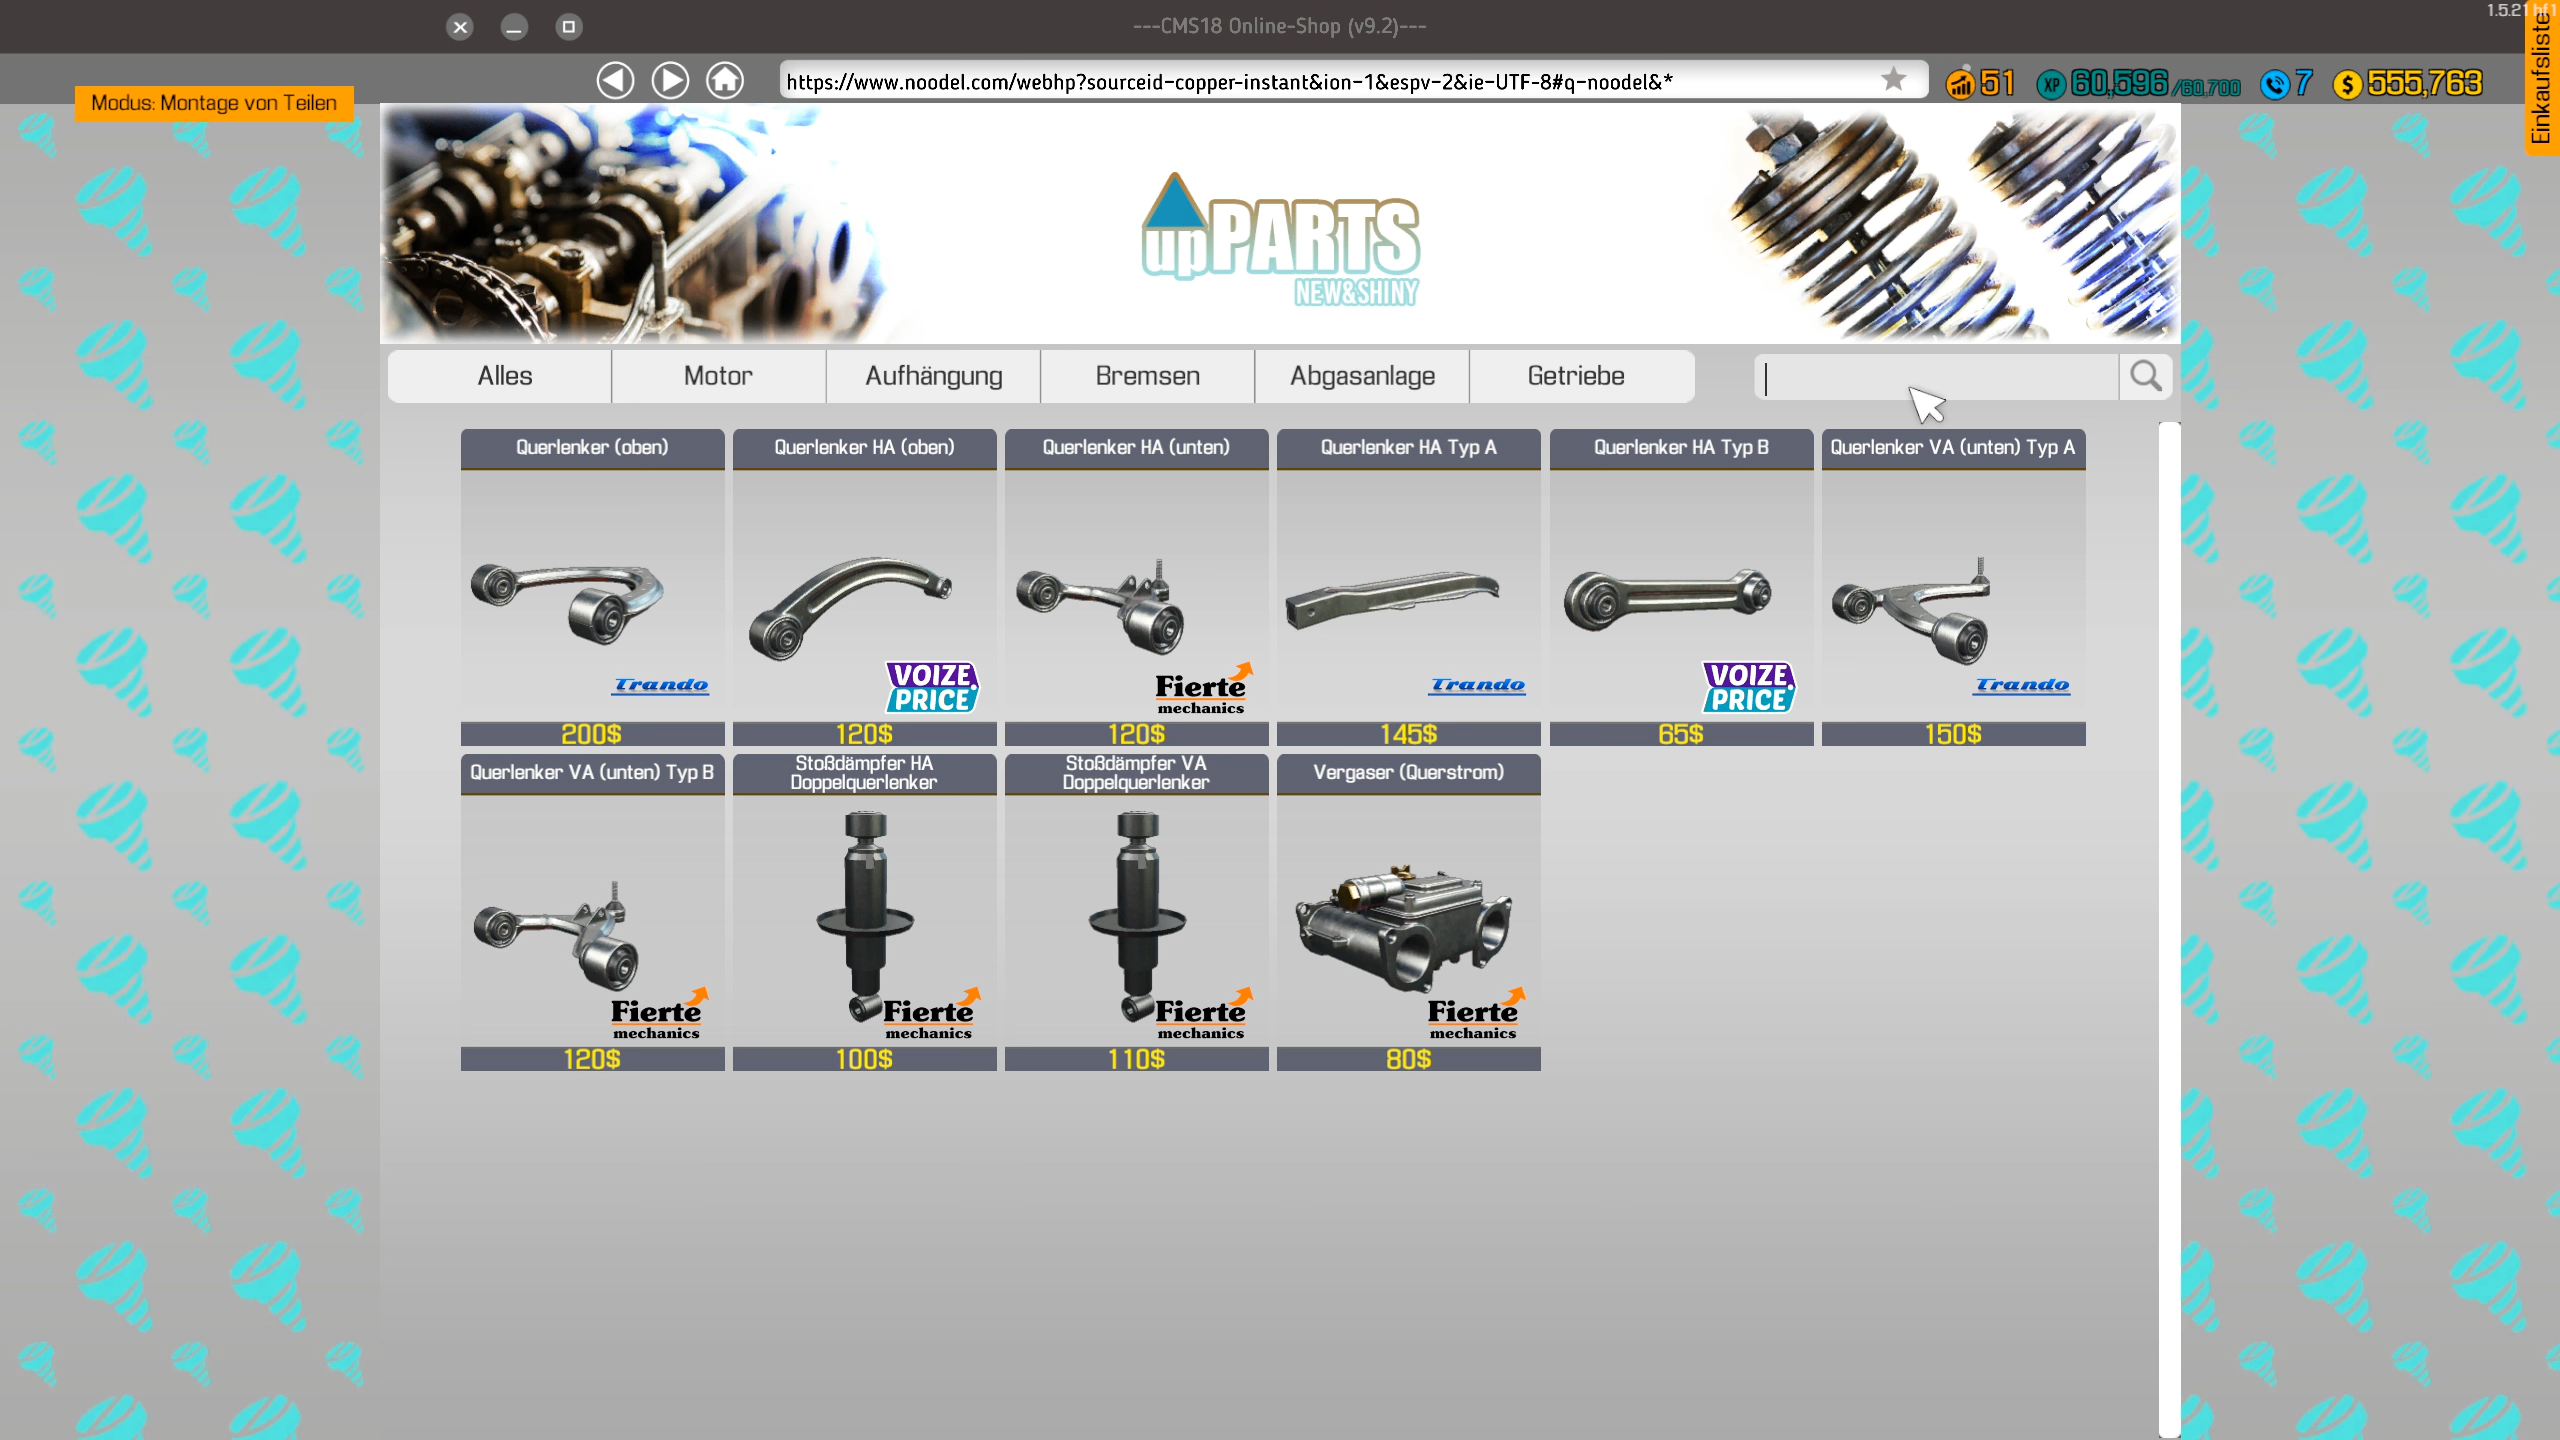 1.5.21 hf1
---CMS18 Online-Shop (v9.2)---
Einkaufsliste
https://www.noodel.com/webhp?sourceid-copper-instant&ion-1&espv-2&ie-UTF-8#q-noodel&*
51
XP 60,596 /60,700
7
$ 555,763
Modus: Montage von Teilen
upPARTS
NEW&SHINY
Alles
Motor
Aufhängung
Bremsen
Abgasanlage
Getriebe
Querlenker (oben)
Trando
200$
Querlenker HA (oben)
VOIZE
PRICE
120$
Querlenker HA (unten)
Fierte
mechanics
120$
Querlenker HA Typ A
Trando
145$
Querlenker HA Typ B
VOIZE
PRICE
65$
Querlenker VA (unten) Typ A
Trando
150$
Querlenker VA (unten) Typ B
Fierte
mechanics
120$
Stoßdämpfer HA
Doppelquerlenker
Fierte
mechanics
100$
Stoßdämpfer VA
Doppelquerlenker
Fierte
mechanics
110$
Vergaser (Querstrom)
Fierte
mechanics
80$